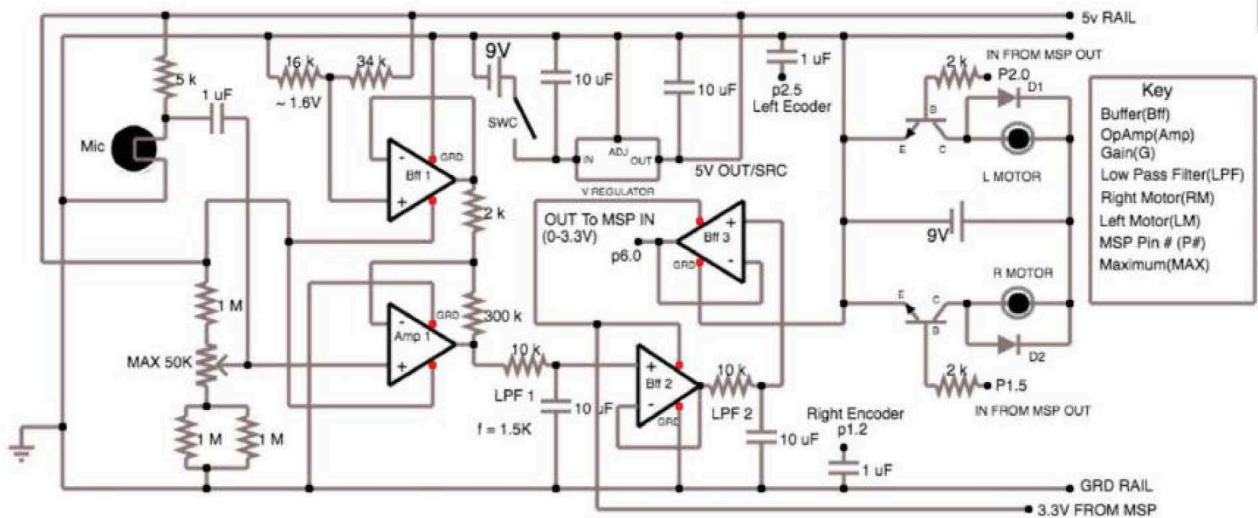 5v RAIL
9V
16 k
34 k
~ 1.6V
5 k
1 uF
Mic
10 uF
10 uF
1 uF
p2.5
Left Ecoder
SWC
IN
ADJ
OUT
V REGULATOR
5V OUT/SRC
IN FROM MSP OUT
2 k
P2.0
D1
B
E
C
L MOTOR
Key
Buffer(Bff)
OpAmp(Amp)
Gain(G)
Low Pass Filter(LPF)
Right Motor(RM)
Left Motor(LM)
MSP Pin # (P#)
Maximum(MAX)
GRD
-
Bff 1
+
2 k
OUT To MSP IN
(0-3.3V)
p6.0
+
Bff 3
-
GRD
9V
R MOTOR
E
C
B
D2
2 k
P1.5
IN FROM MSP OUT
1 M
MAX 50K
1 M
1 M
GRD
-
Amp 1
+
300 k
10 k
LPF 1
10 uF
f = 1.5K
+
Bff 2
-
GRD
10 k
LPF 2
10 uF
Right Encoder
p1.2
1 uF
GRD RAIL
3.3V FROM MSP